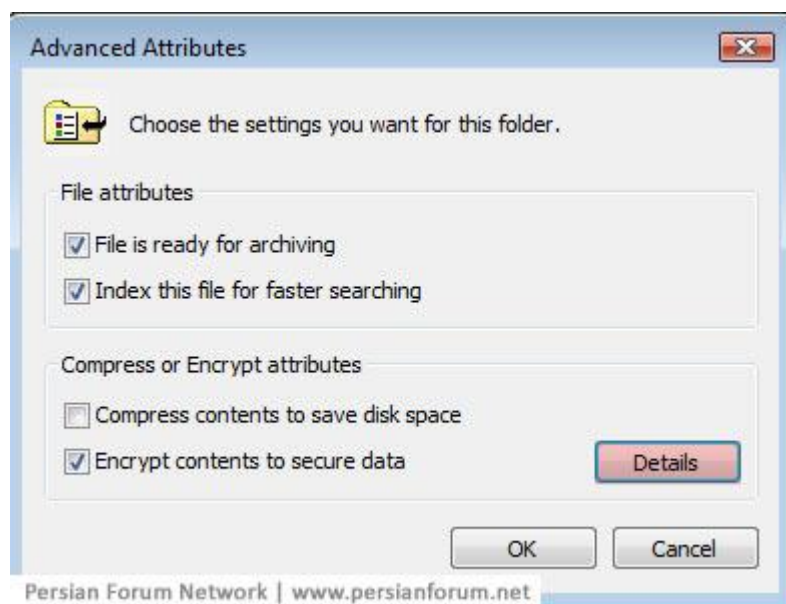 Advanced Attributes
Choose the settings you want for this folder.
File attributes
File is ready for archiving
Index this file for faster searching
Compress or Encrypt attributes
Compress contents to save disk space
Encrypt contents to secure data
Details
OK
Cancel
Persian Forum Network | www.persianforum.net